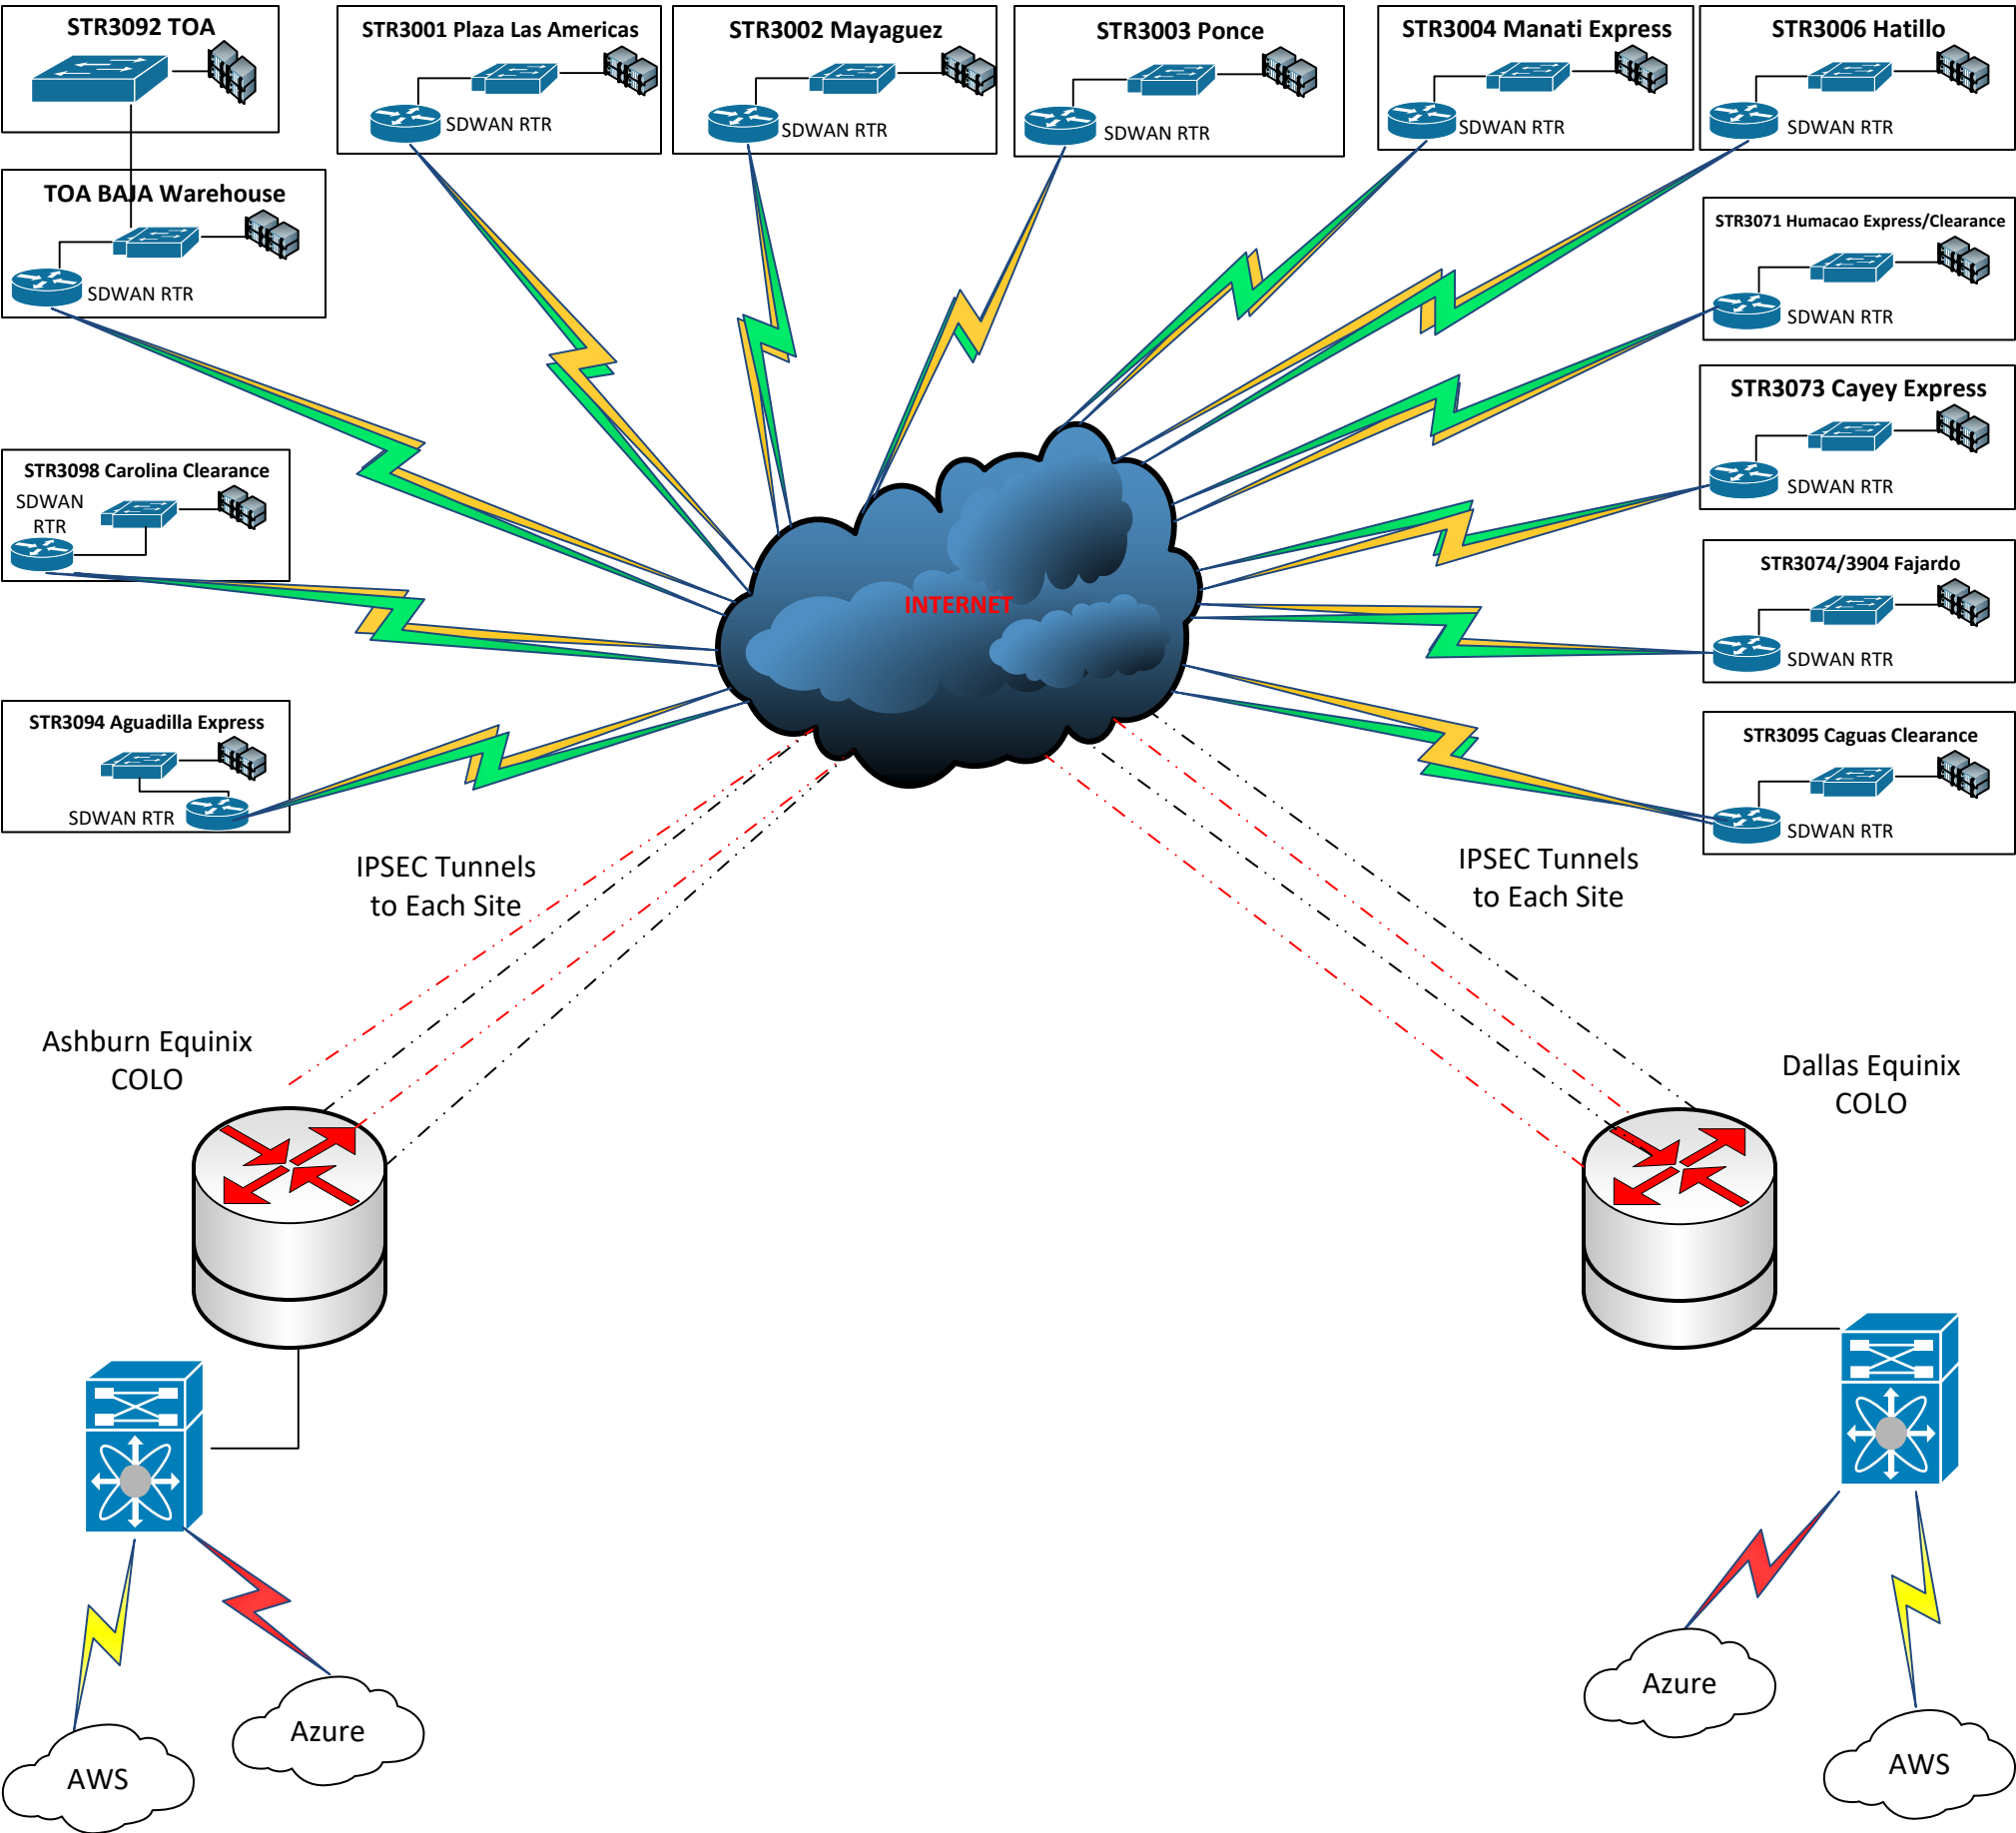 STR3092 TOA
STR3001 Plaza Las Americas
SDWAN RTR
STR3002 Mayaguez
SDWAN RTR
STR3003 Ponce
SDWAN RTR
STR3004 Manati Express
SDWAN RTR
STR3006 Hatillo
SDWAN RTR
TOA BAJA Warehouse
SDWAN RTR
STR3071 Humacao Express/Clearance
SDWAN RTR
STR3073 Cayey Express
SDWAN RTR
STR3098 Carolina Clearance
SDWAN
RTR
STR3074/3904 Fajardo
SDWAN RTR
INTERNET
STR3094 Aguadilla Express
SDWAN RTR
STR3095 Caguas Clearance
SDWAN RTR
IPSEC Tunnels
to Each Site
IPSEC Tunnels
to Each Site
Ashburn Equinix
COLO
Dallas Equinix
COLO
AWS
Azure
Azure
AWS